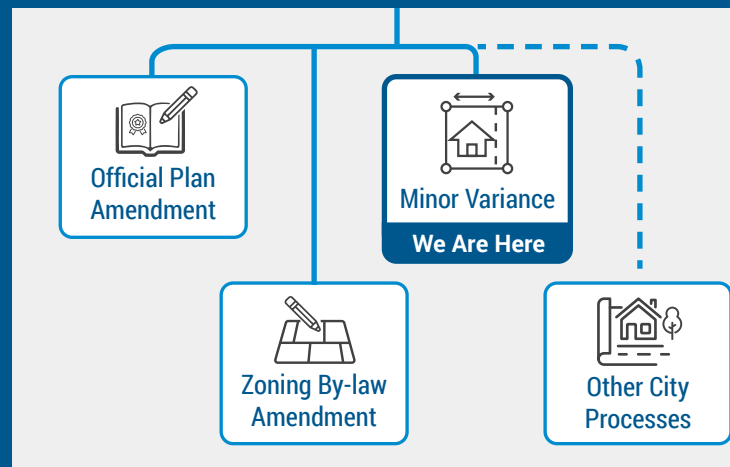 Official Plan
Amendment
Minor Variance
We Are Here
Zoning By-law
Amendment
Other City
Processes